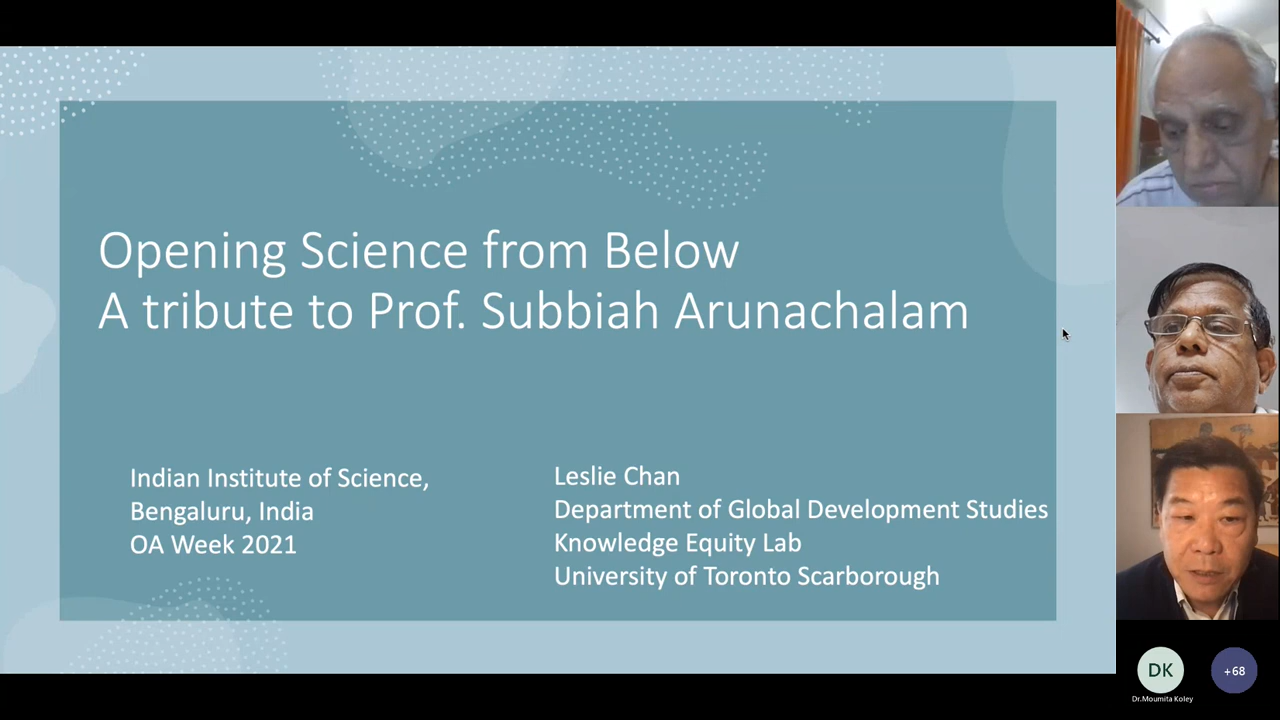 Opening Science from Below
A tribute to Prof. Subbiah Arunachalam
Indian Institute of Science,
Bengaluru, India
OA Week 2021
Leslie Chan
Department of Global Development Studies
Knowledge Equity Lab
University of Toronto Scarborough
DK
Dr.Moumita Koley
+68